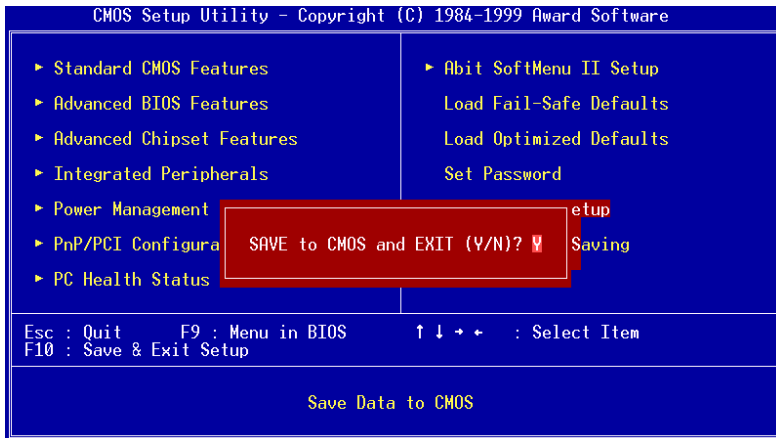 CMOS Setup Utility - Copyright (C) 1984-1999 Award Software
► Standard CMOS Features
► Advanced BIOS Features
► Advanced Chipset Features
► Integrated Peripherals
► Power Management
► PnP/PCI Configura
► PC Health Status
► Abit SoftMenu II Setup
Load Fail-Safe Defaults
Load Optimized Defaults
Set Password
etup
Saving
SAVE to CMOS and EXIT (Y/N)? Y
Esc : Quit F9 : Menu in BIOS ↑ ↓ → ← : Select Item
F10 : Save & Exit Setup
Save Data to CMOS